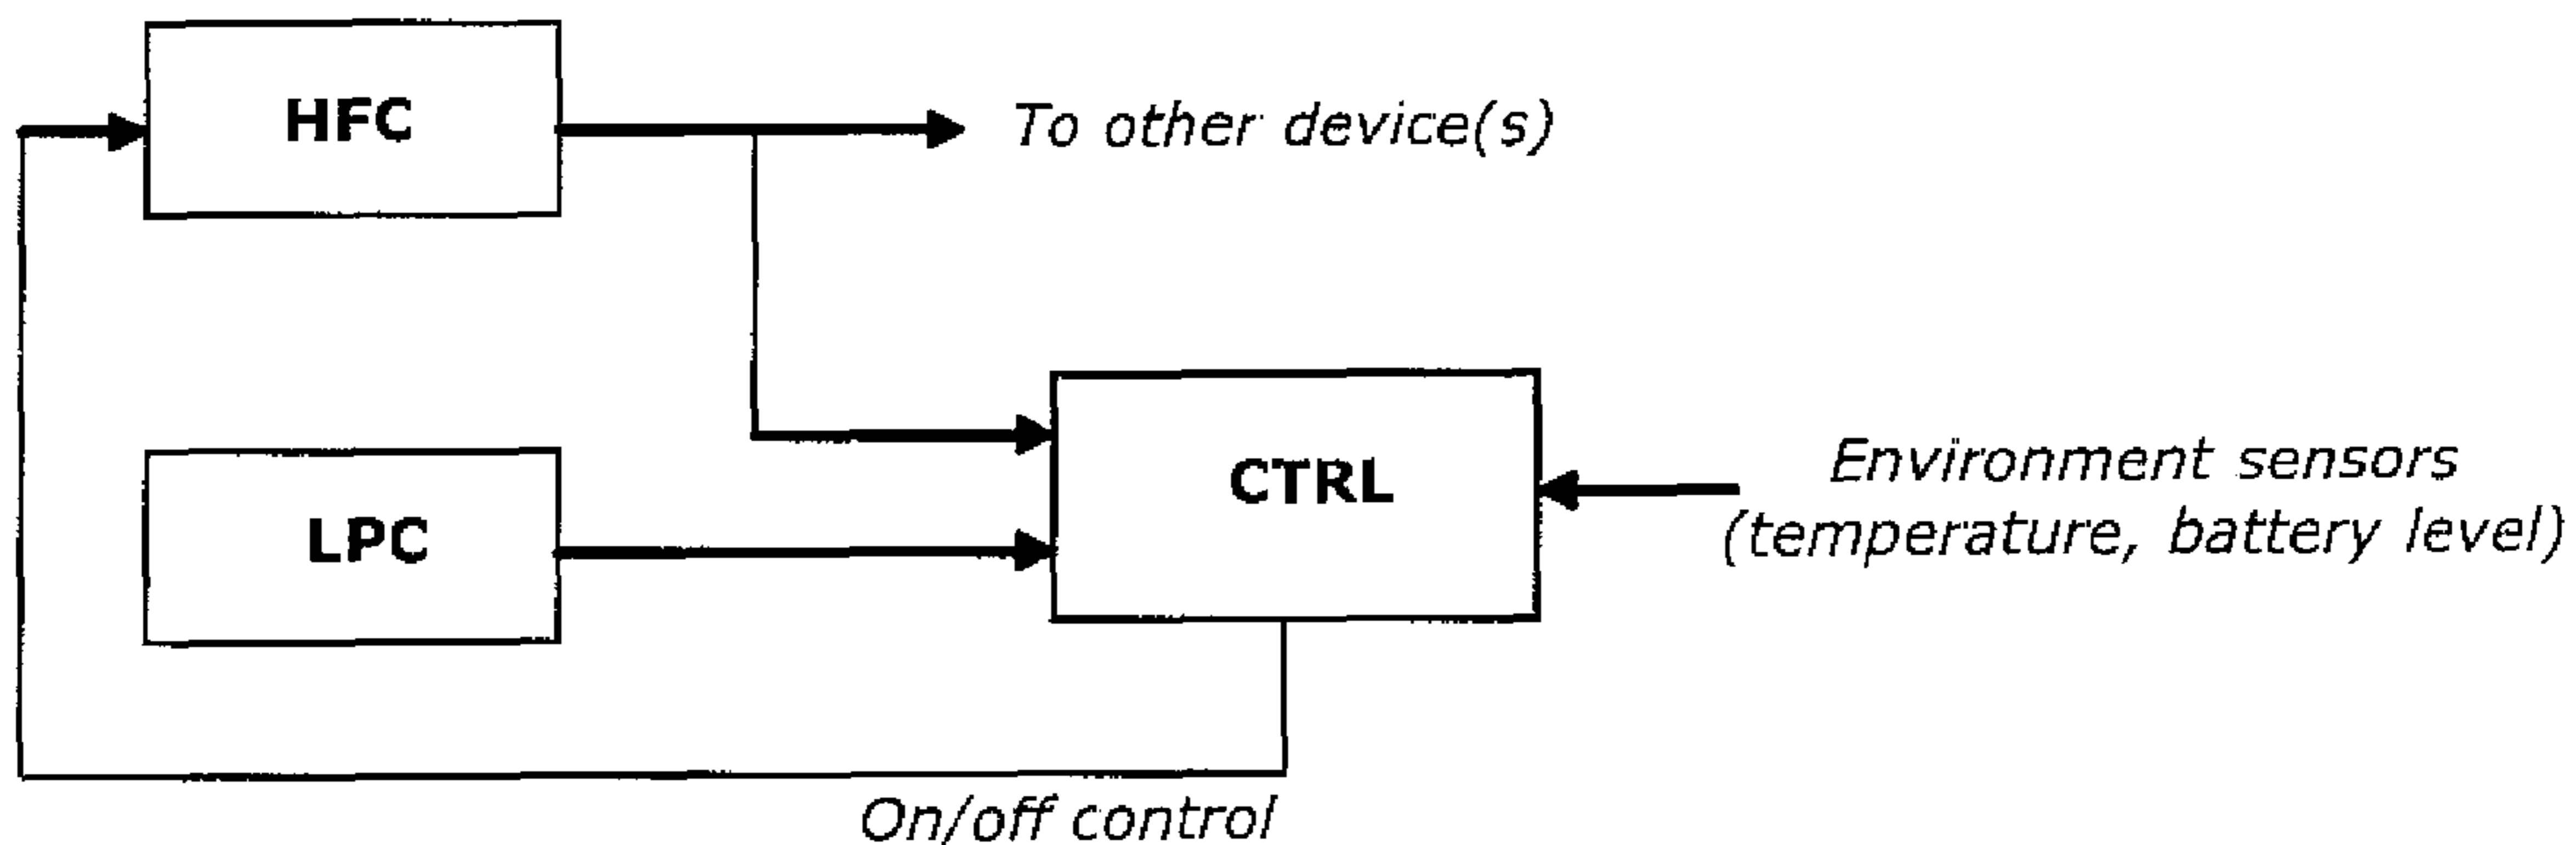 HFC
To other device(s)
LPC
CTRL
Environment sensors
(temperature, battery level)
On/off control